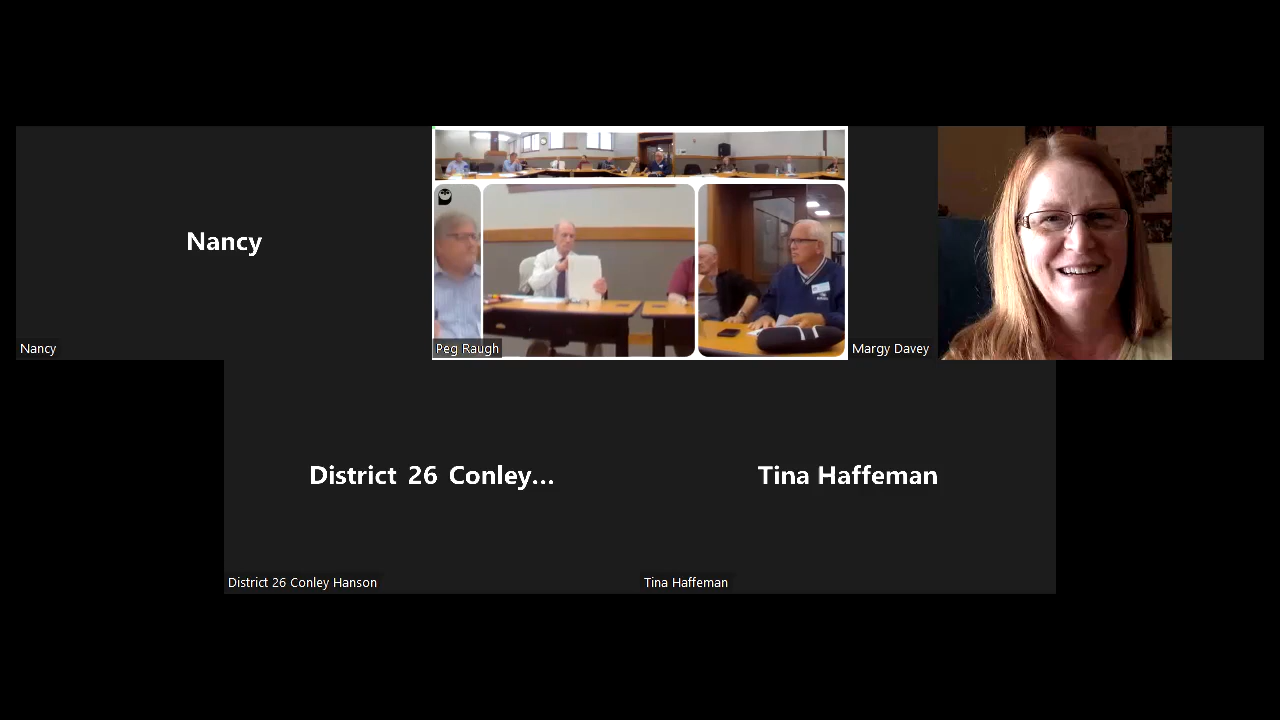 Nancy
Nancy
Peg Raugh
Margy Davey
District 26 Conley...
District 26 Conley Hanson
Tina Haffeman
Tina Haffeman